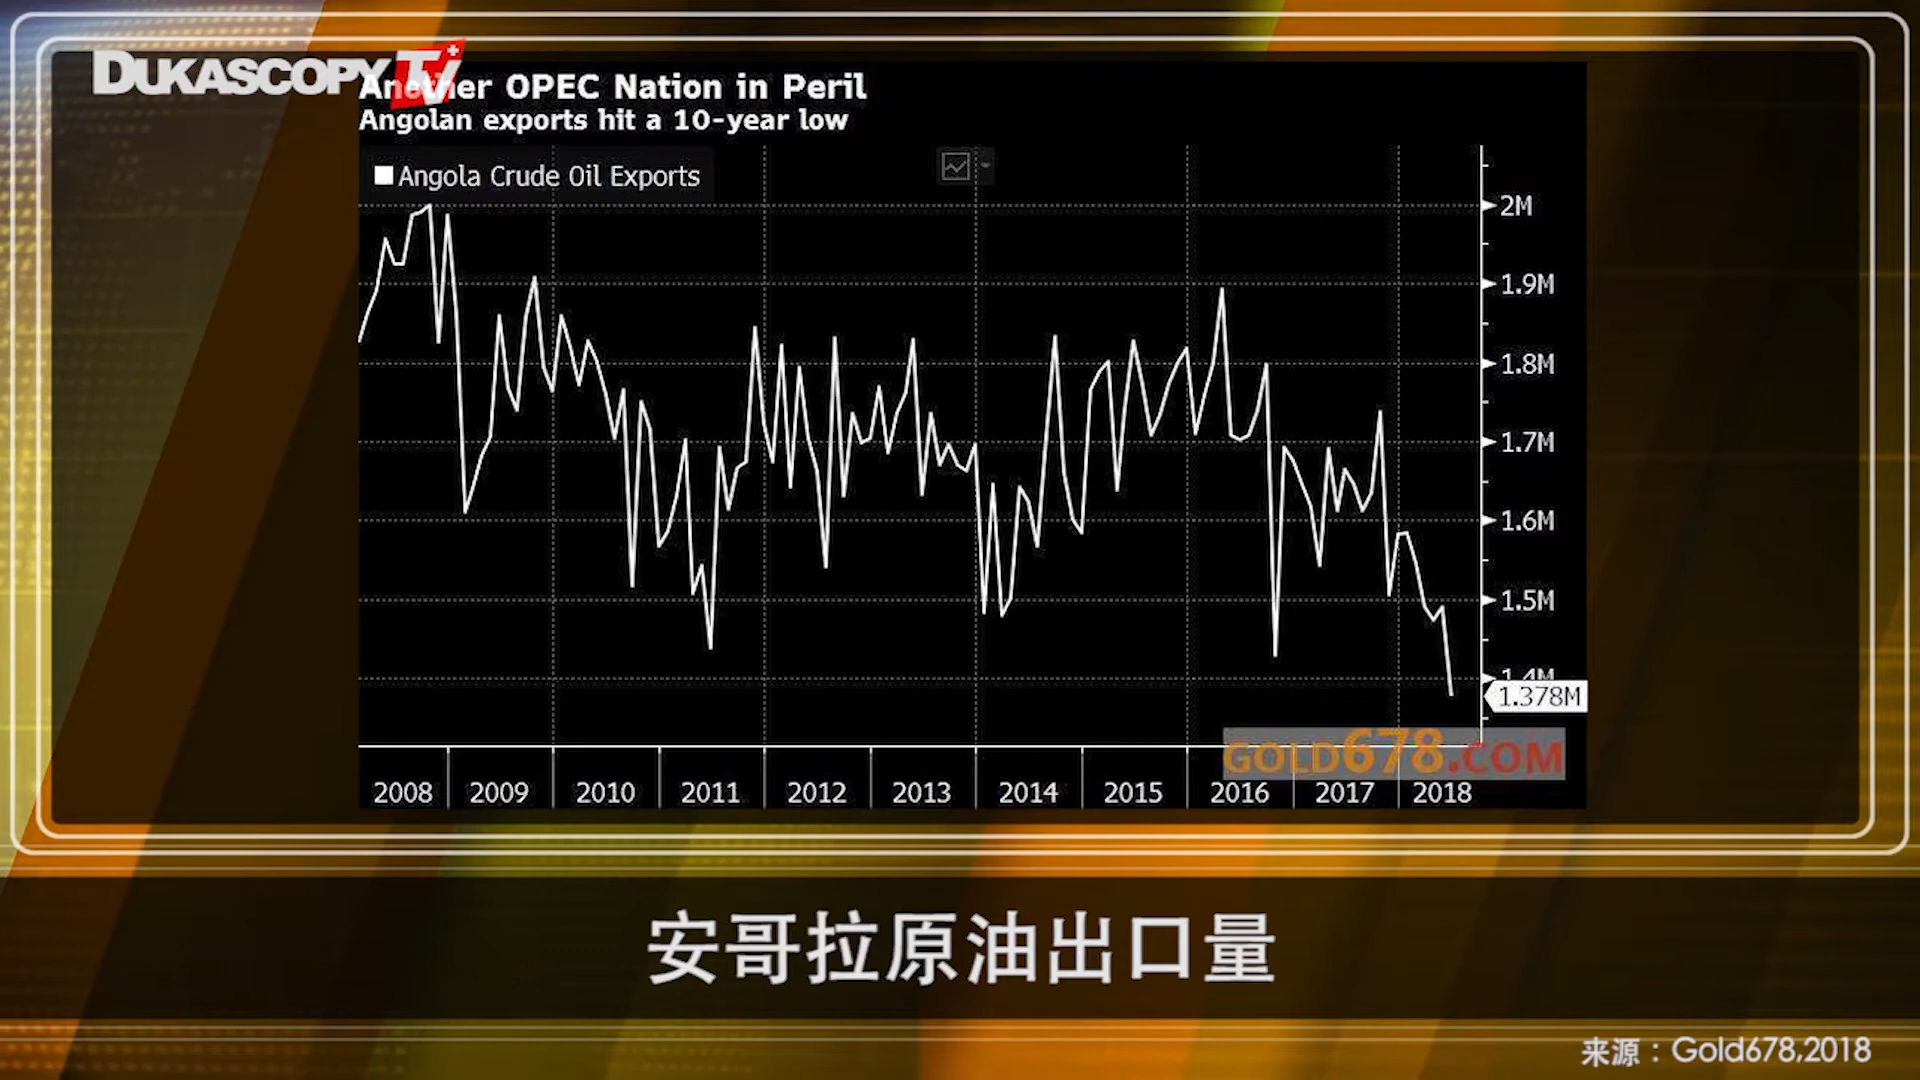 DUKASCOPY TV
Another OPEC Nation in Peril
Angolan exports hit a 10-year low
Angola Crude Oil Exports
2M
1.9M
1.8M
1.7M
1.6M
1.5M
1.4M
1.378M
GOLD678.COM
2008 2009 2010 2011 2012 2013 2014 2015 2016 2017 2018
安哥拉原油出口量
来源：Gold678,2018